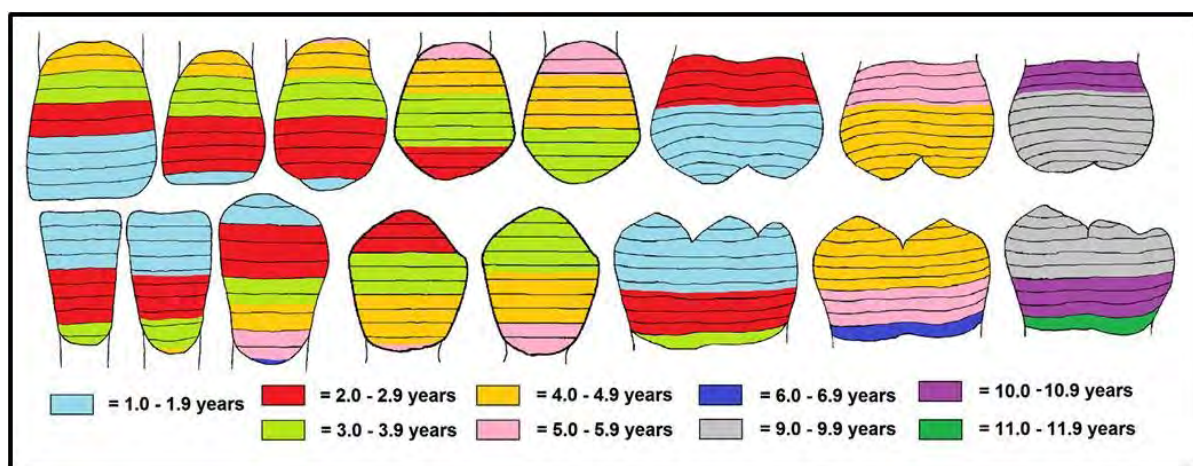 = 1.0 - 1.9 years
= 2.0 - 2.9 years
= 4.0 - 4.9 years
= 6.0 - 6.9 years
= 10.0 - 10.9 years
= 3.0 - 3.9 years
= 5.0 - 5.9 years
= 9.0 - 9.9 years
= 11.0 - 11.9 years